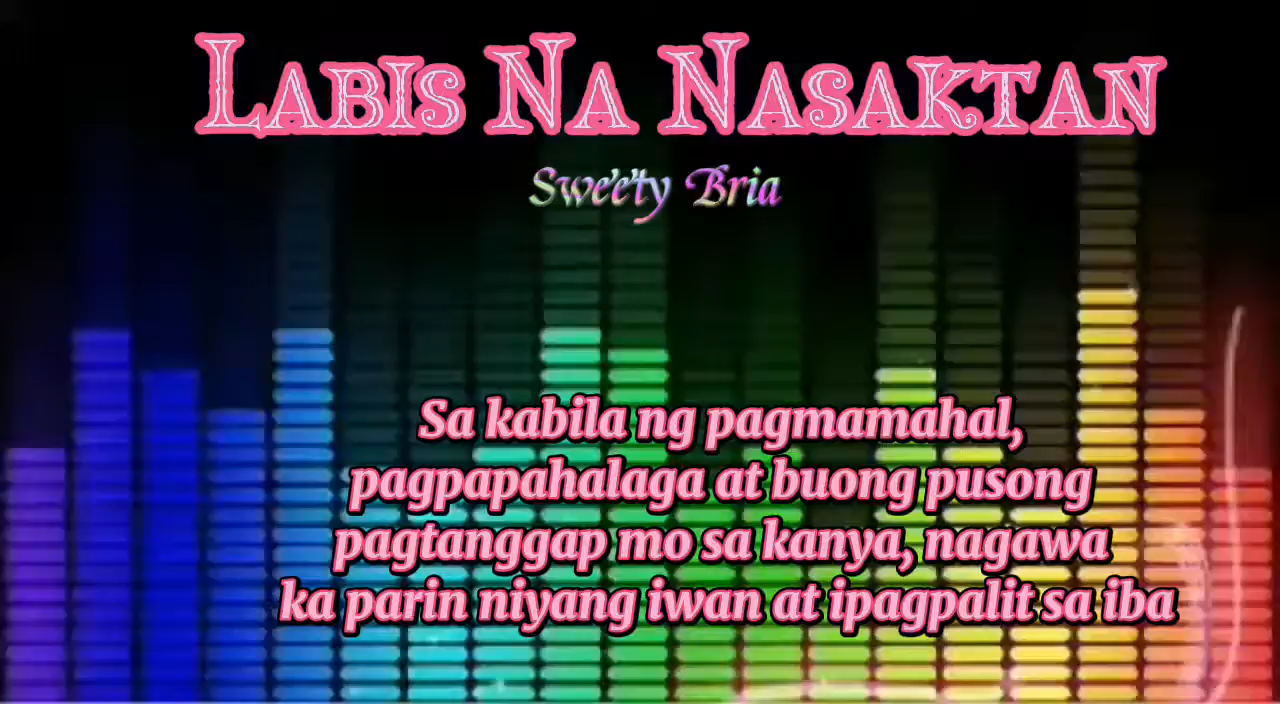 Labis Na Nasaktan
Sweety Bria
Sa kabila ng pagmamahal,
pagpapahalaga at buong pusong
pagtanggap mo sa kanya, nagawa
ka parin niyang iwan at ipagpalit sa iba